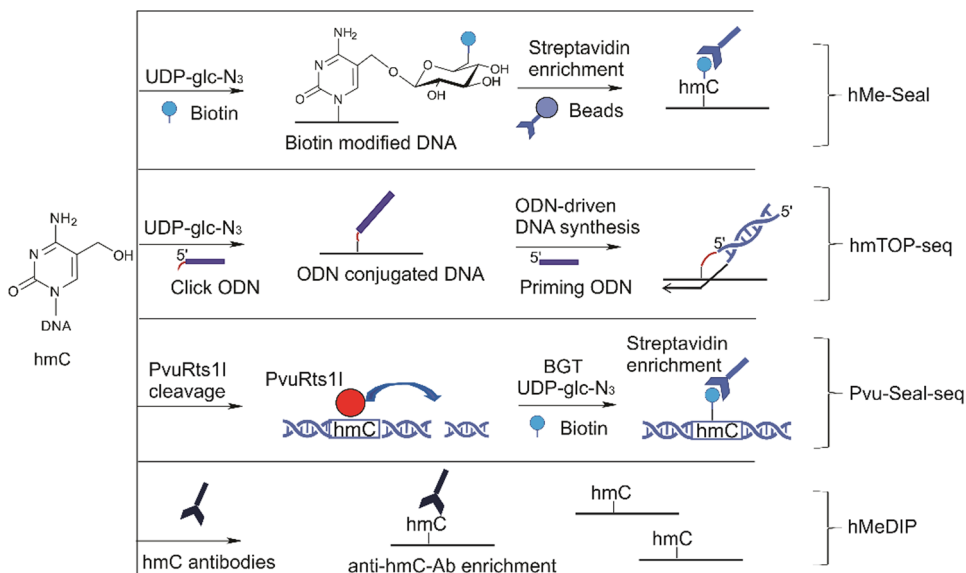 UDP-glc-N₃
Biotin
NH₂
N
O
N
O
O
HO
OH
OH
Biotin modified DNA
Streptavidin
enrichment
Beads
hmC
hMe-Seal
NH₂
N
OH
O
N
DNA
hmC
UDP-glc-N₃
5'
Click ODN
ODN conjugated DNA
ODN-driven
DNA synthesis
5'
Priming ODN
5'
5'
hmTOP-seq
PvuRts1I
cleavage
PvuRts1I
hmC
BGT
UDP-glc-N₃
Biotin
Streptavidin
enrichment
hmC
Pvu-Seal-seq
hmC antibodies
hmC
anti-hmC-Ab enrichment
hmC
hmC
hMeDIP